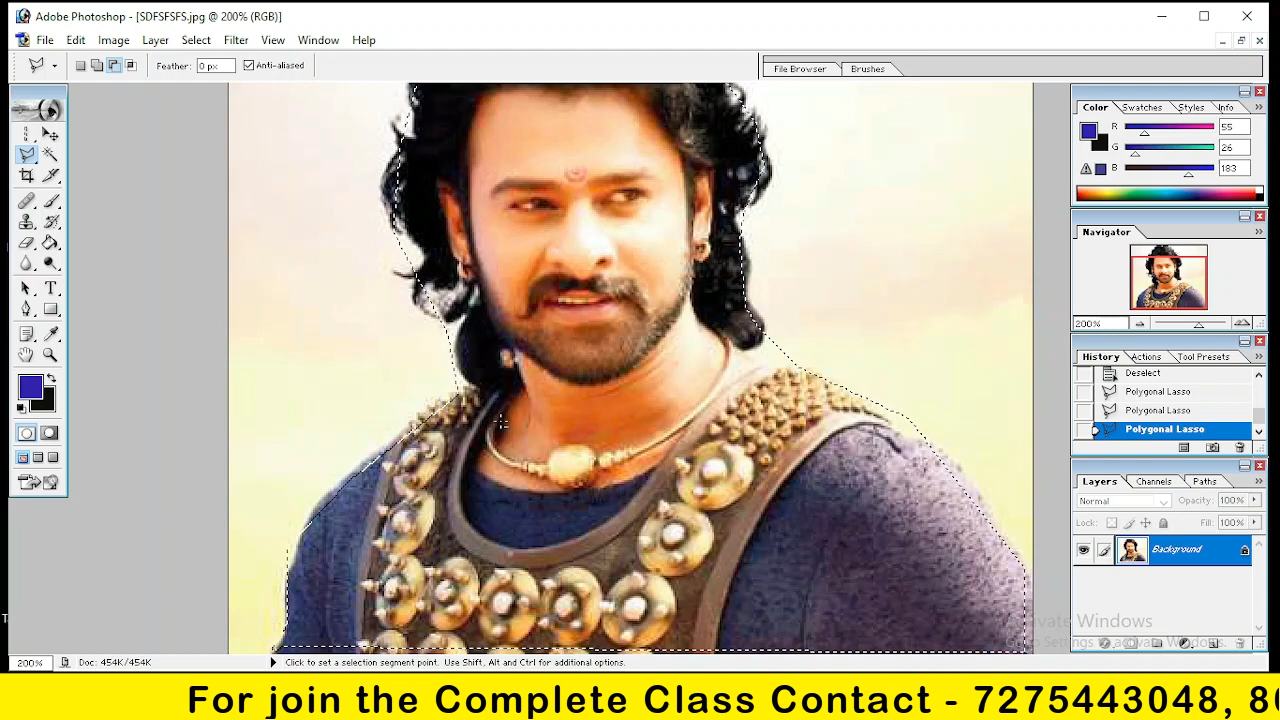 Adobe Photoshop - [SDFSFSFS.jpg @ 200% (RGB)]
File Edit Image Layer Select Filter View Window Help
Feather: 0 px Anti-aliased File Browser Brushes
Color Swatches Styles Info
R 55
G 26
B 183
Navigator
200%
History Actions Tool Presets
Deselect
Polygonal Lasso
Polygonal Lasso
Polygonal Lasso
Layers Channels Paths
Normal Opacity: 100%
Lock: Fill: 100%
Background
200% Doc: 454K/454K Click to set a selection segment point. Use Shift, Alt and Ctrl for additional options.
For join the Complete Class Contact - 7275443048, 8